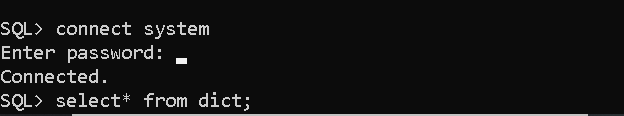 SQL> connect system
Enter password:
Connected.
SQL> select* from dict;